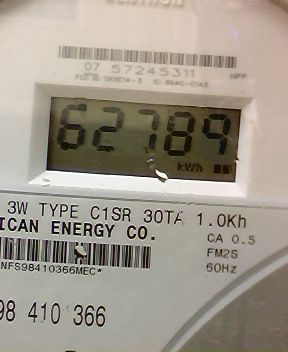 07 57245311 HPP
62789
kWh
3W TYPE C1SR 30TA 1.0Kh
ICAN ENERGY CO.
CA 0.5
FM2S
60Hz
NFS98410366MEC*
98 410 366